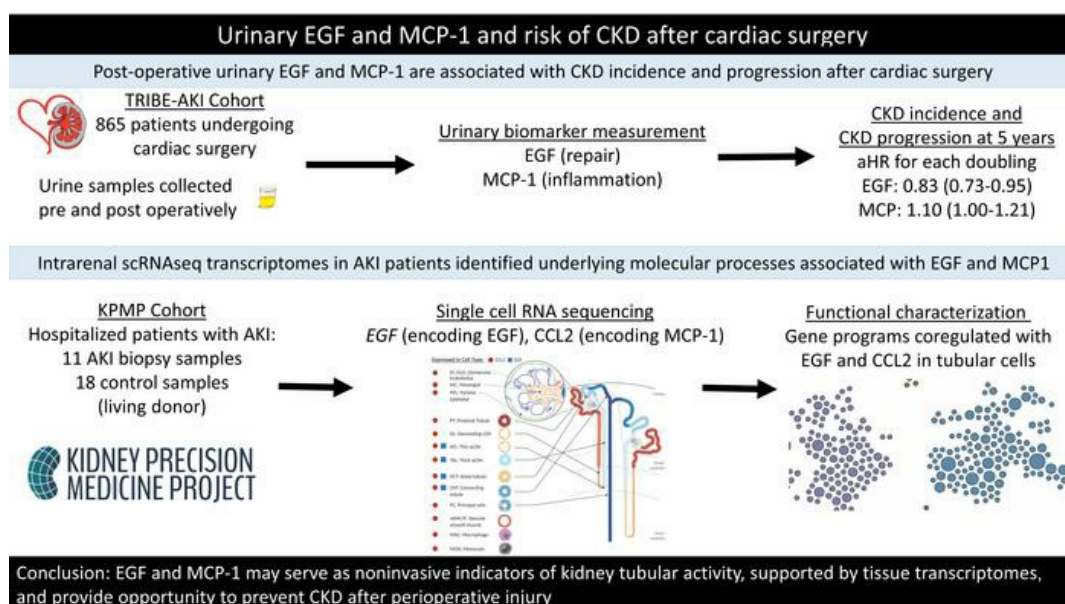 Urinary EGF and MCP-1 and risk of CKD after cardiac surgery
Post-operative urinary EGF and MCP-1 are associated with CKD incidence and progression after cardiac surgery
TRIBE-AKI Cohort
865 patients undergoing
cardiac surgery
Urine samples collected
pre and post operatively
Urinary biomarker measurement
EGF (repair)
MCP-1 (inflammation)
CKD incidence and
CKD progression at 5 years
aHR for each doubling
EGF: 0.83 (0.73-0.95)
MCP: 1.10 (1.00-1.21)
Intrarenal scRNAseq transcriptomes in AKI patients identified underlying molecular processes associated with EGF and MCP1
KPMP Cohort
Hospitalized patients with AKI:
11 AKI biopsy samples
18 control samples
(living donor)
KIDNEY PRECISION
MEDICINE PROJECT
Single cell RNA sequencing
EGF (encoding EGF), CCL2 (encoding MCP-1)
Expressed in Cell Type:
Functional characterization
Gene programs coregulated with
EGF and CCL2 in tubular cells
Conclusion: EGF and MCP-1 may serve as noninvasive indicators of kidney tubular activity, supported by tissue transcriptomes,
and provide opportunity to prevent CKD after perioperative injury